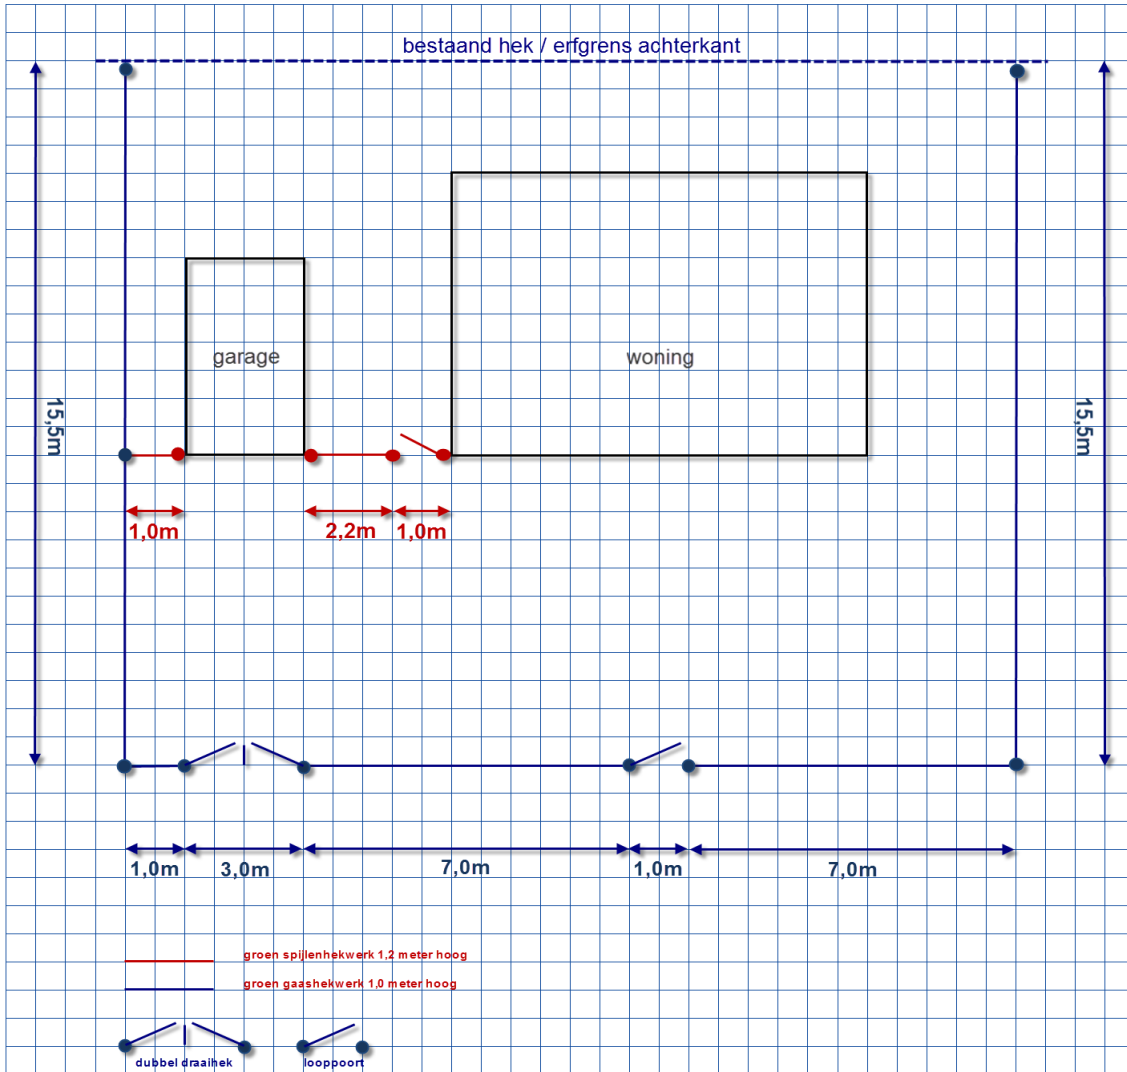 bestaand hek / erfgrens achterkant
garage
woning
15,5m
15,5m
1,0m
2,2m
1,0m
1,0m
3,0m
7,0m
1,0m
7,0m
groen spijlenhekwerk 1,2 meter hoog
groen gaashekwerk 1,0 meter hoog
dubbel draaihek
looppoort